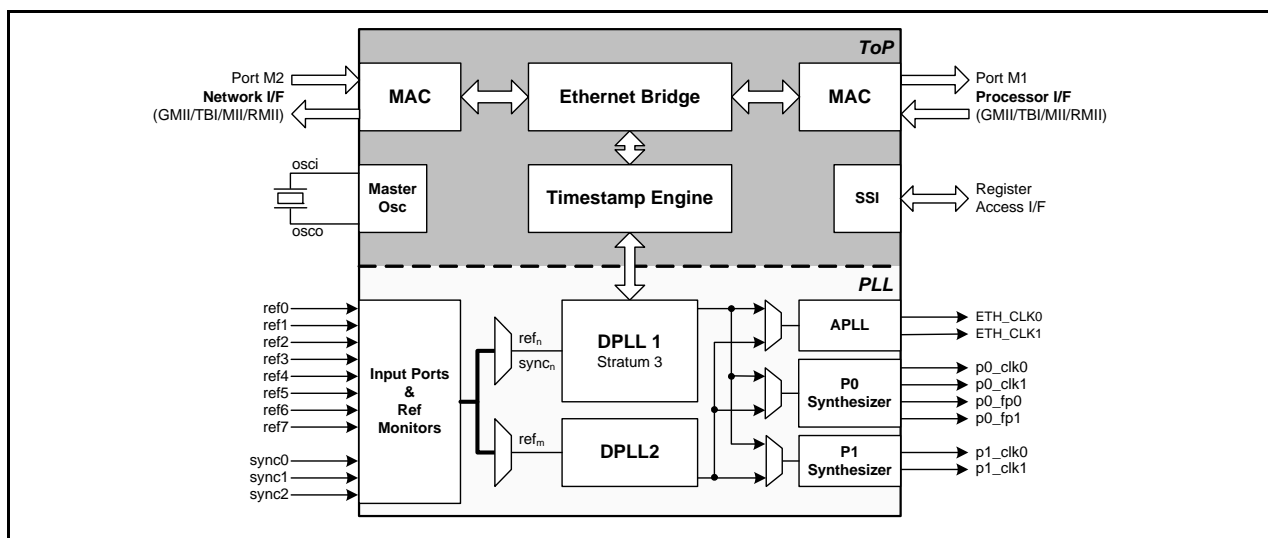 ToP
Port M2
Network I/F
(GMII/TBI/MII/RMII)
MAC
Ethernet Bridge
MAC
Port M1
Processor I/F
(GMII/TBI/MII/RMII)
osci
osco
Master
Osc
Timestamp Engine
SSI
Register
Access I/F
PLL
ref0
ref1
ref2
ref3
ref4
ref5
ref6
ref7
sync0
sync1
sync2
Input Ports
&
Ref
Monitors
refn
syncn
refm
DPLL 1
Stratum 3
DPLL2
APLL
P0
Synthesizer
P1
Synthesizer
ETH_CLK0
ETH_CLK1
p0_clk0
p0_clk1
p0_fp0
p0_fp1
p1_clk0
p1_clk1